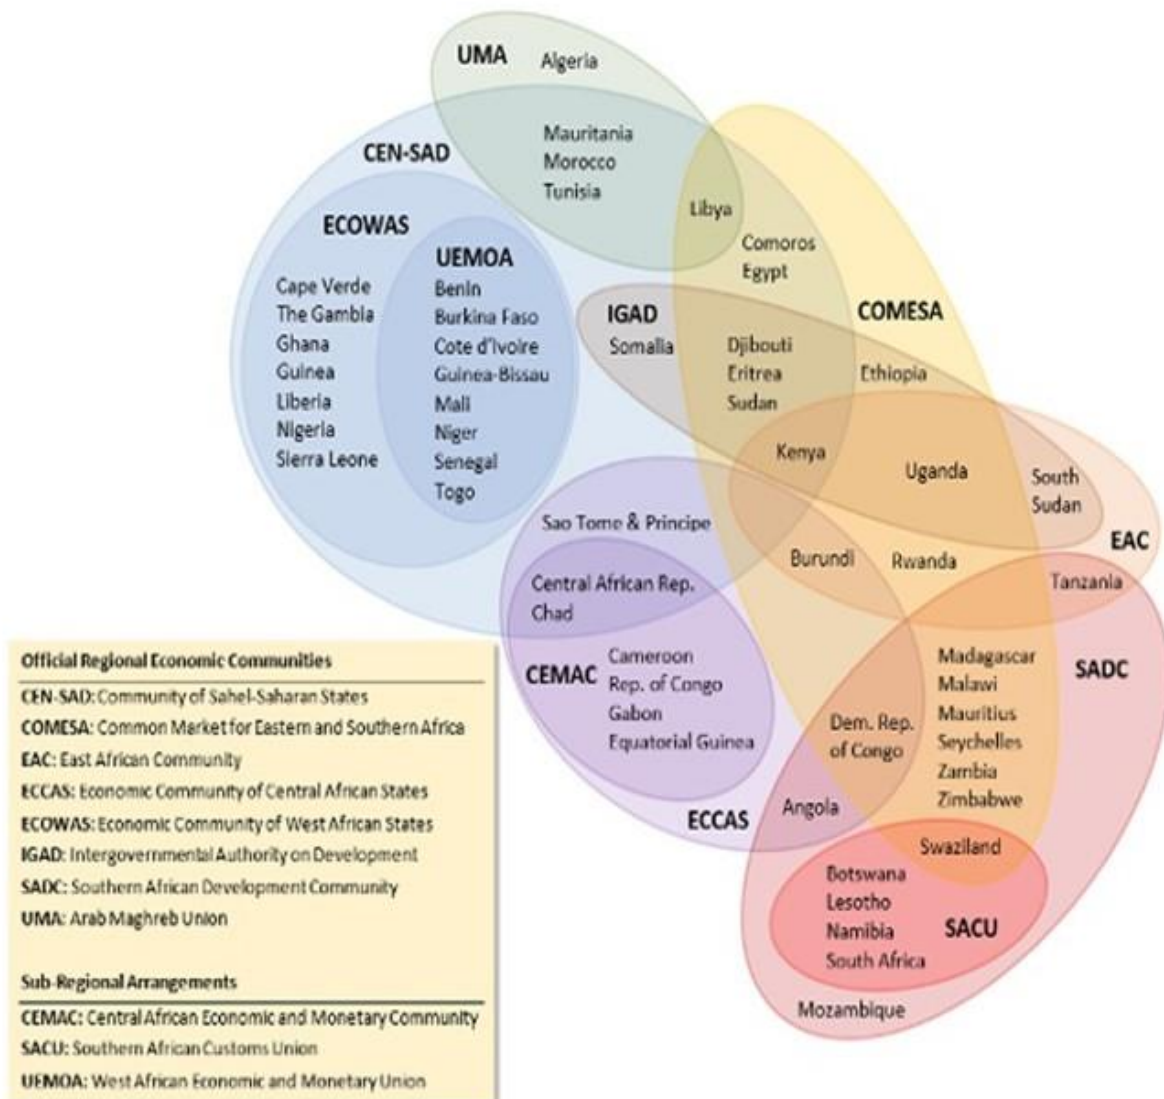 UMA
Algeria
Mauritania
Morocco
Tunisia
CEN-SAD
Libya
Comoros
Egypt
ECOWAS
UEMOA
Cape Verde
The Gambia
Ghana
Guinea
Liberia
Nigeria
Sierra Leone
Benin
Burkina Faso
Cote d'Ivoire
Guinea-Bissau
Mali
Niger
Senegal
Togo
IGAD
Somalia
COMESA
Djibouti
Eritrea
Sudan
Ethiopia
Kenya
Uganda
South
Sudan
EAC
Sao Tome & Principe
Burundi
Rwanda
Tanzania
Central African Rep.
Chad
CEMAC
Cameroon
Rep. of Congo
Gabon
Equatorial Guinea
SADC
Madagascar
Malawi
Mauritius
Seychelles
Zambia
Zimbabwe
Dem. Rep.
of Congo
Angola
ECCAS
Swaziland
Botswana
Lesotho
Namibia
South Africa
SACU
Mozambique
Official Regional Economic Communities
CEN-SAD: Community of Sahel-Saharan States
COMESA: Common Market for Eastern and Southern Africa
EAC: East African Community
ECCAS: Economic Community of Central African States
ECOWAS: Economic Community of West African States
IGAD: Intergovernmental Authority on Development
SADC: Southern African Development Community
UMA: Arab Maghreb Union
Sub-Regional Arrangements
CEMAC: Central African Economic and Monetary Community
SACU: Southern African Customs Union
UEMOA: West African Economic and Monetary Union